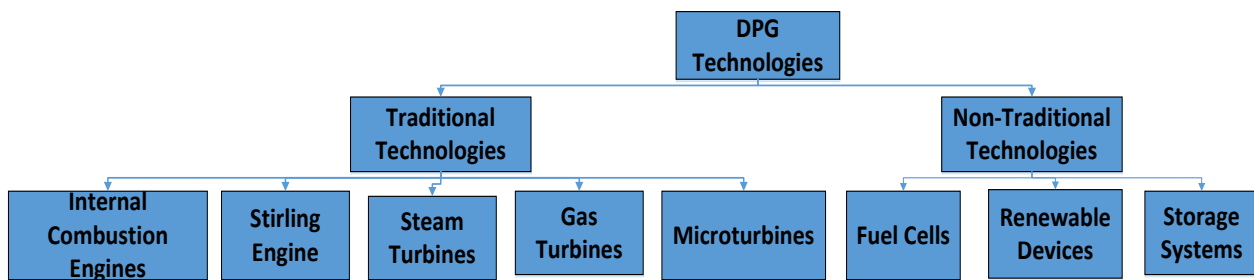 DPG
Technologies
Traditional
Technologies
Non-Traditional
Technologies
Internal
Combustion
Engines
Stirling
Engine
Steam
Turbines
Gas
Turbines
Microturbines
Fuel Cells
Renewable
Devices
Storage
Systems